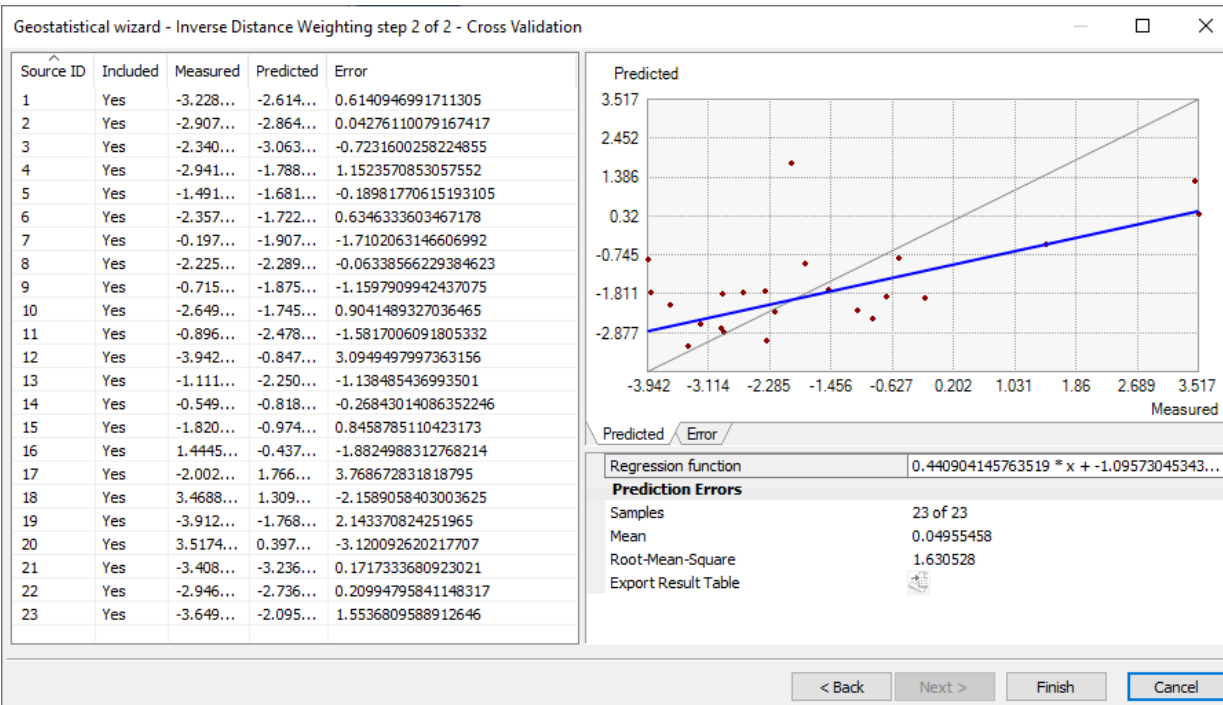 Geostatistical wizard - Inverse Distance Weighting step 2 of 2 - Cross Validation
Source ID Included Measured Predicted Error
1 Yes -3.228... -2.614... 0.6140946991711305
2 Yes -2.907... -2.864... 0.04276110079167417
3 Yes -2.340... -3.063... -0.7231600258224855
4 Yes -2.941... -1.788... 1.1523570853057552
5 Yes -1.491... -1.681... -0.18981770615193105
6 Yes -2.357... -1.722... 0.6346333603467178
7 Yes -0.197... -1.907... -1.7102063146606992
8 Yes -2.225... -2.289... -0.06338566229384623
9 Yes -0.715... -1.875... -1.1597909942437075
10 Yes -2.649... -1.745... 0.9041489327036465
11 Yes -0.896... -2.478... -1.5817006091805332
12 Yes -3.942... -0.847... 3.0949497997363156
13 Yes -1.111... -2.250... -1.138485436993501
14 Yes -0.549... -0.818... -0.26843014086352246
15 Yes -1.820... -0.974... 0.8458785110423173
16 Yes 1.4445... -0.437... -1.8824988312768214
17 Yes -2.002... 1.766... 3.768672831818795
18 Yes 3.4688... 1.309... -2.1589058403003625
19 Yes -3.912... -1.768... 2.143370824251965
20 Yes 3.5174... 0.397... -3.120092620217707
21 Yes -3.408... -3.236... 0.1717333680923021
22 Yes -2.946... -2.736... 0.20994795841148317
23 Yes -3.649... -2.095... 1.5536809588912646
Predicted
3.517
2.452
1.386
0.32
-0.745
-1.811
-2.877
-3.942 -3.114 -2.285 -1.456 -0.627 0.202 1.031 1.86 2.689 3.517
Measured
Predicted Error
Regression function 0.440904145763519 * x + -1.09573045343...
Prediction Errors
Samples 23 of 23
Mean 0.04955458
Root-Mean-Square 1.630528
Export Result Table
< Back Next > Finish Cancel